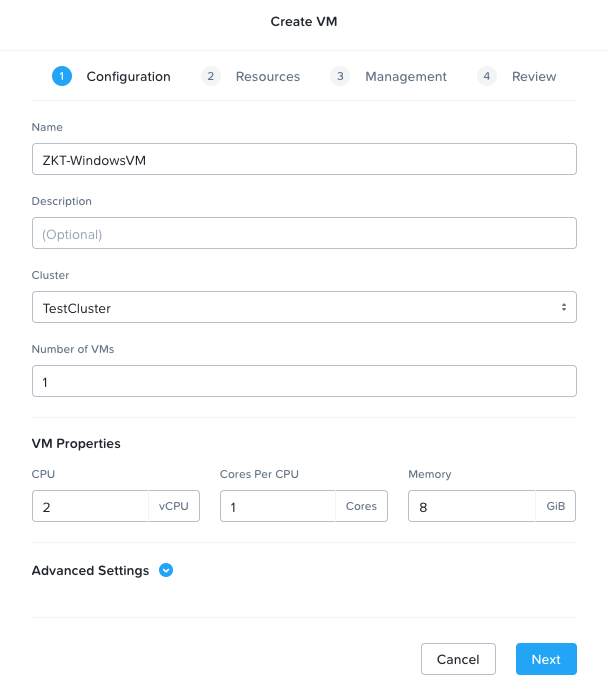 Create VM
1 Configuration 2 Resources 3 Management 4 Review
Name
ZKT-WindowsVM
Description
(Optional)
Cluster
TestCluster
Number of VMs
1
VM Properties
CPU Cores Per CPU Memory
2 vCPU 1 Cores 8 GiB
Advanced Settings
Cancel Next